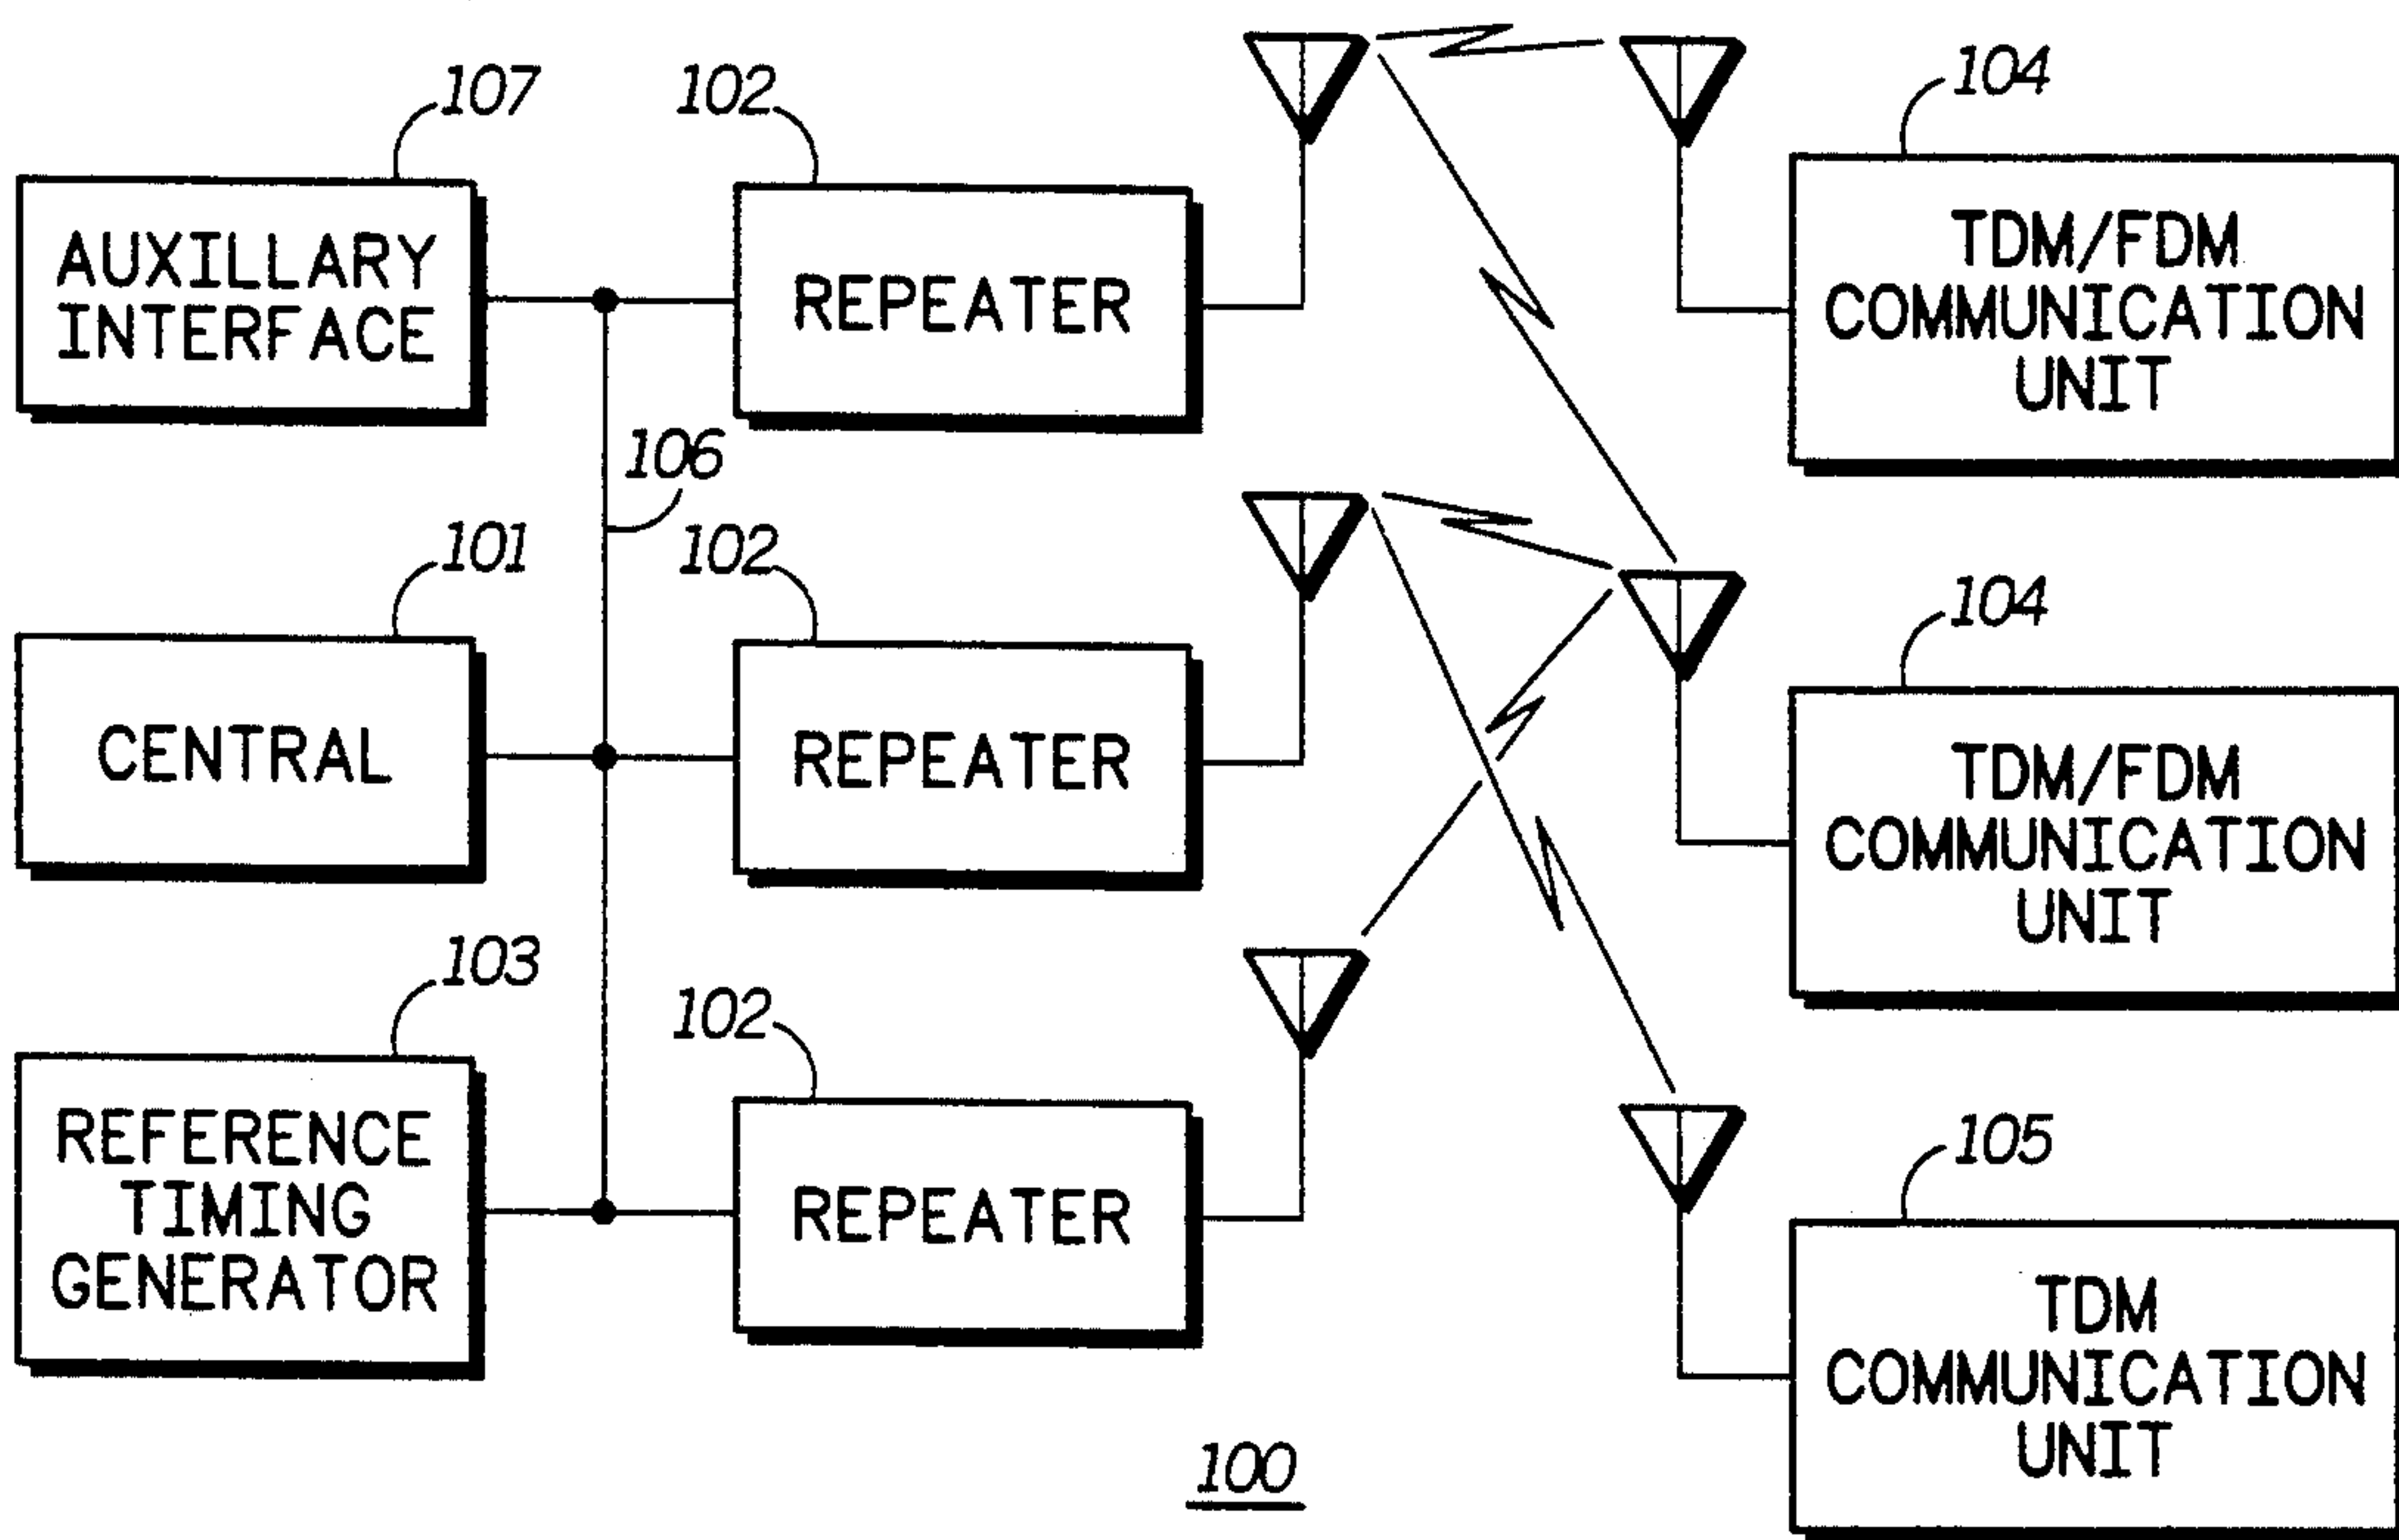 107
102
104
AUXILLARY
INTERFACE
REPEATER
TDM/FDM
COMMUNICATION
UNIT
106
101
102
104
CENTRAL
REPEATER
TDM/FDM
COMMUNICATION
UNIT
103
102
105
REFERENCE
TIMING
GENERATOR
REPEATER
TDM
COMMUNICATION
UNIT
100